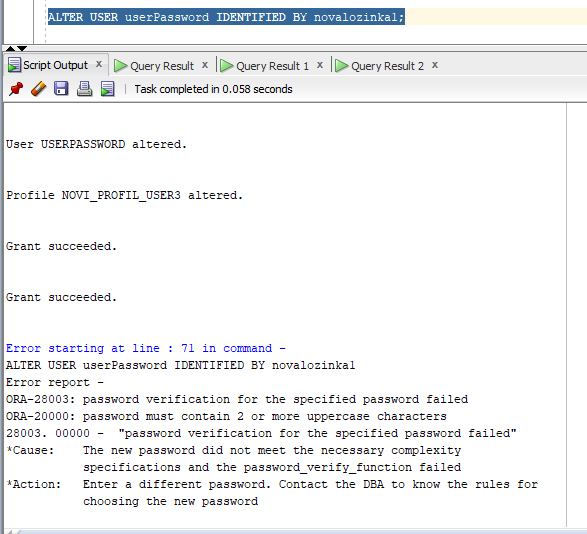 ALTER USER userPassword IDENTIFIED BY novalozinka1;
Script Output x Query Result x Query Result 1 x Query Result 2 x
Task completed in 0.058 seconds
User USERPASSWORD altered.
Profile NOVI_PROFIL_USER3 altered.
Grant succeeded.
Grant succeeded.
Error starting at line : 71 in command -
ALTER USER userPassword IDENTIFIED BY novalozinka1
Error report -
ORA-28003: password verification for the specified password failed
ORA-20000: password must contain 2 or more uppercase characters
28003. 00000 -  "password verification for the specified password failed"
*Cause:    The new password did not meet the necessary complexity
specifications and the password_verify_function failed
*Action:   Enter a different password. Contact the DBA to know the rules for
choosing the new password